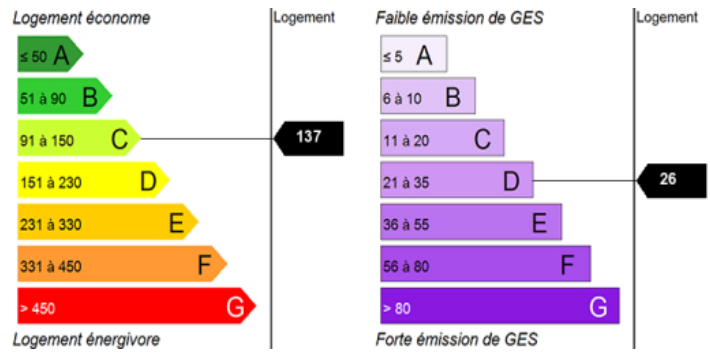 Logement économe
Logement
≤ 50 A
51 à 90 B
91 à 150 C
137
151 à 230 D
231 à 330 E
331 à 450 F
> 450 G
Logement énergivore
Faible émission de GES
Logement
≤ 5 A
6 à 10 B
11 à 20 C
21 à 35 D
26
36 à 55 E
56 à 80 F
> 80 G
Forte émission de GES